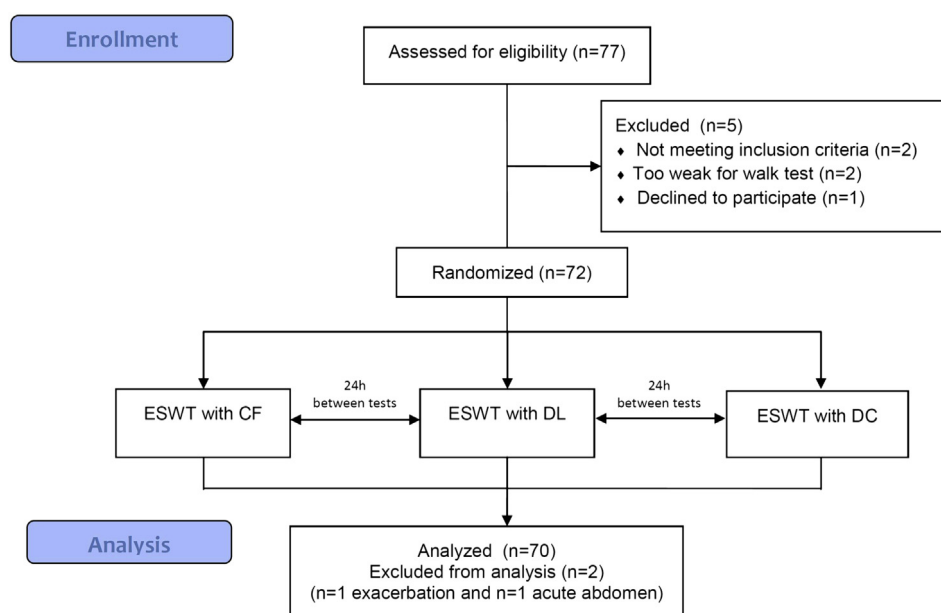 Enrollment
Assessed for eligibility (n=77)
Excluded (n=5)
♦ Not meeting inclusion criteria (n=2)
♦ Too weak for walk test (n=2)
♦ Declined to participate (n=1)
Randomized (n=72)
ESWT with CF
24h
between tests
ESWT with DL
24h
between tests
ESWT with DC
Analysis
Analyzed (n=70)
Excluded from analysis (n=2)
(n=1 exacerbation and n=1 acute abdomen)